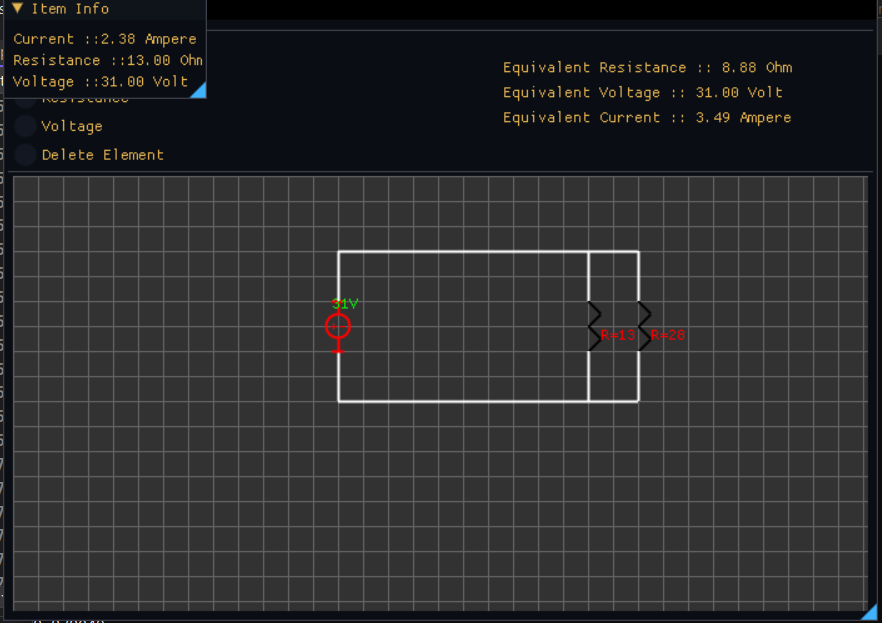 Item Info
Current ::2.38 Ampere
Resistance ::13.00 Ohm
Voltage ::31.00 Volt
Equivalent Resistance :: 8.88 Ohm
Equivalent Voltage :: 31.00 Volt
Equivalent Current :: 3.49 Ampere
Resistance
Voltage
Delete Element
31V
R=13
R=28